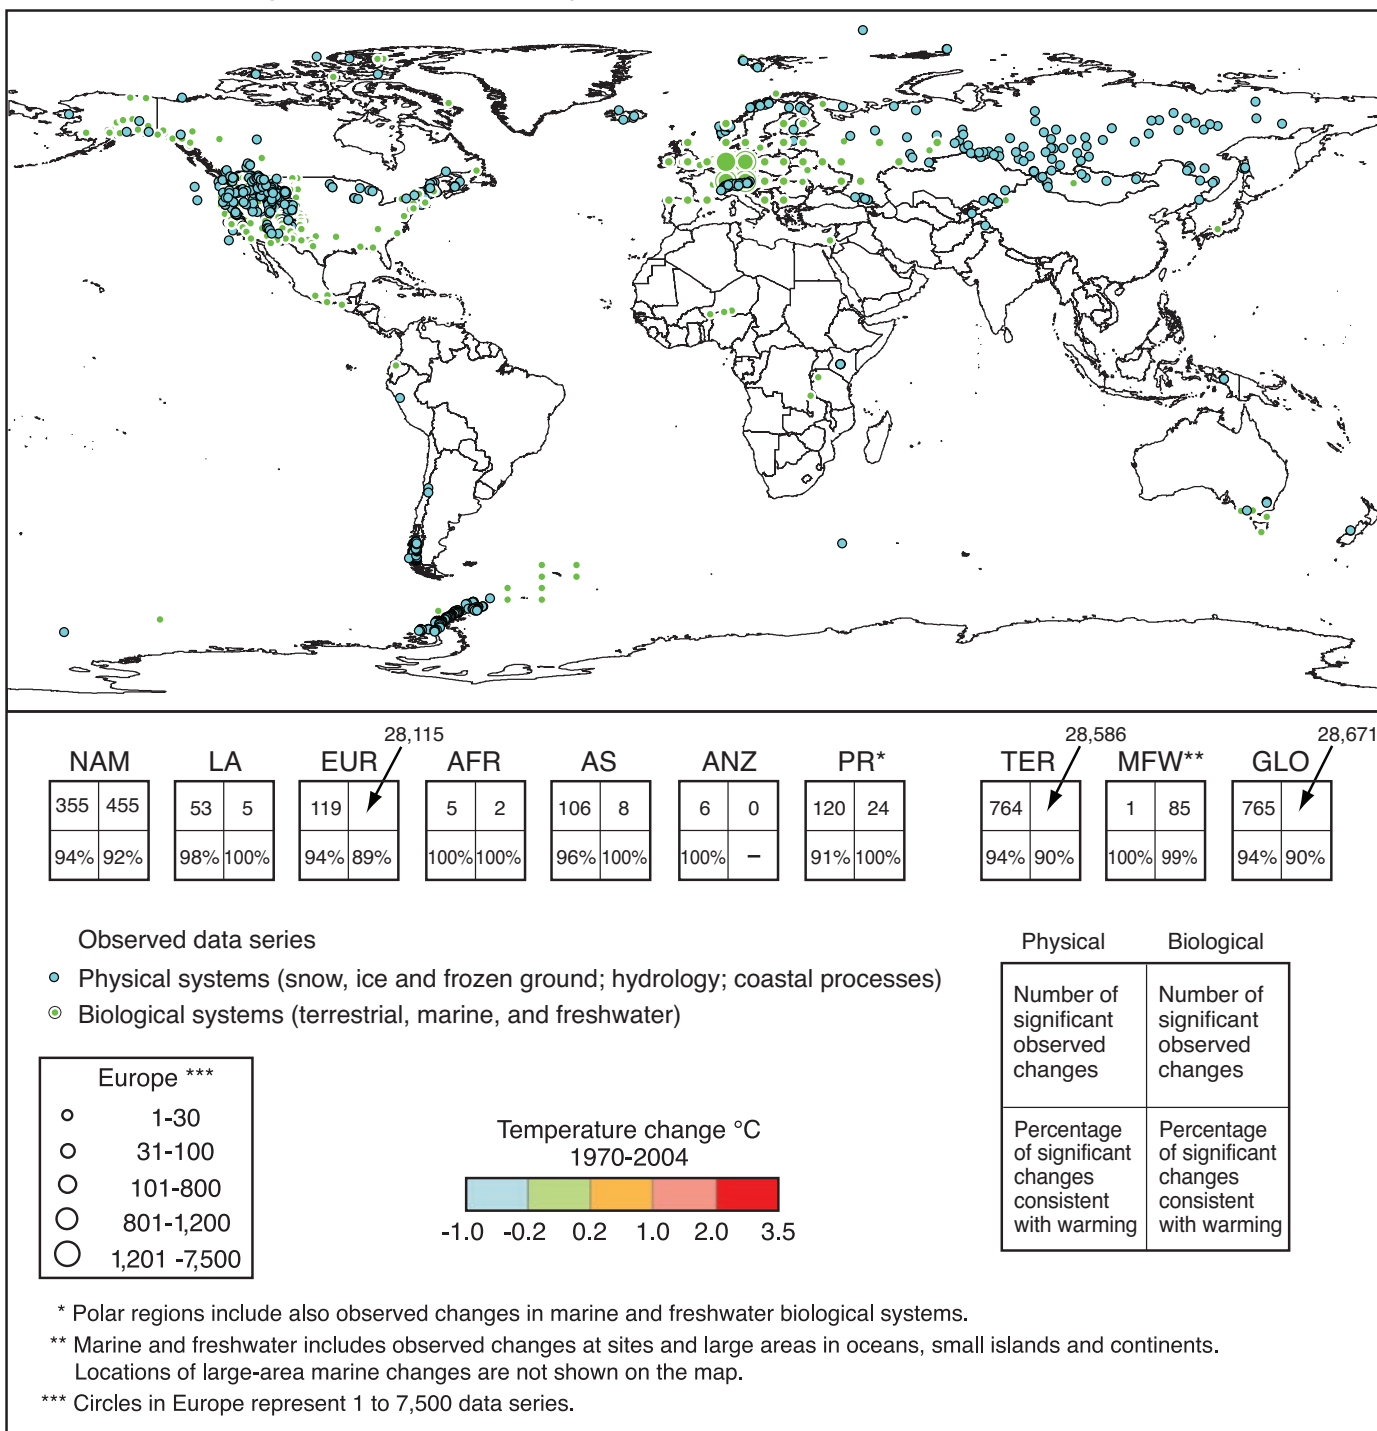 28,115 28,586 28,671
NAM LA EUR AFR AS ANZ PR* TER MFW** GLO
355 455 53 5 119 5 2 106 8 6 0 120 24 764 1 85 765
94% 92% 98% 100% 94% 89% 100% 100% 96% 100% 100% – 91% 100% 94% 90% 100% 99% 94% 90%
Observed data series
Physical systems (snow, ice and frozen ground; hydrology; coastal processes)
Biological systems (terrestrial, marine, and freshwater)
Europe ***
1-30
31-100
101-800
801-1,200
1,201 -7,500
Temperature change °C
1970-2004
-1.0 -0.2 0.2 1.0 2.0 3.5
Physical Biological
Number of significant observed changes
Number of significant observed changes
Percentage of significant changes consistent with warming
Percentage of significant changes consistent with warming
* Polar regions include also observed changes in marine and freshwater biological systems.
** Marine and freshwater includes observed changes at sites and large areas in oceans, small islands and continents.
Locations of large-area marine changes are not shown on the map.
*** Circles in Europe represent 1 to 7,500 data series.